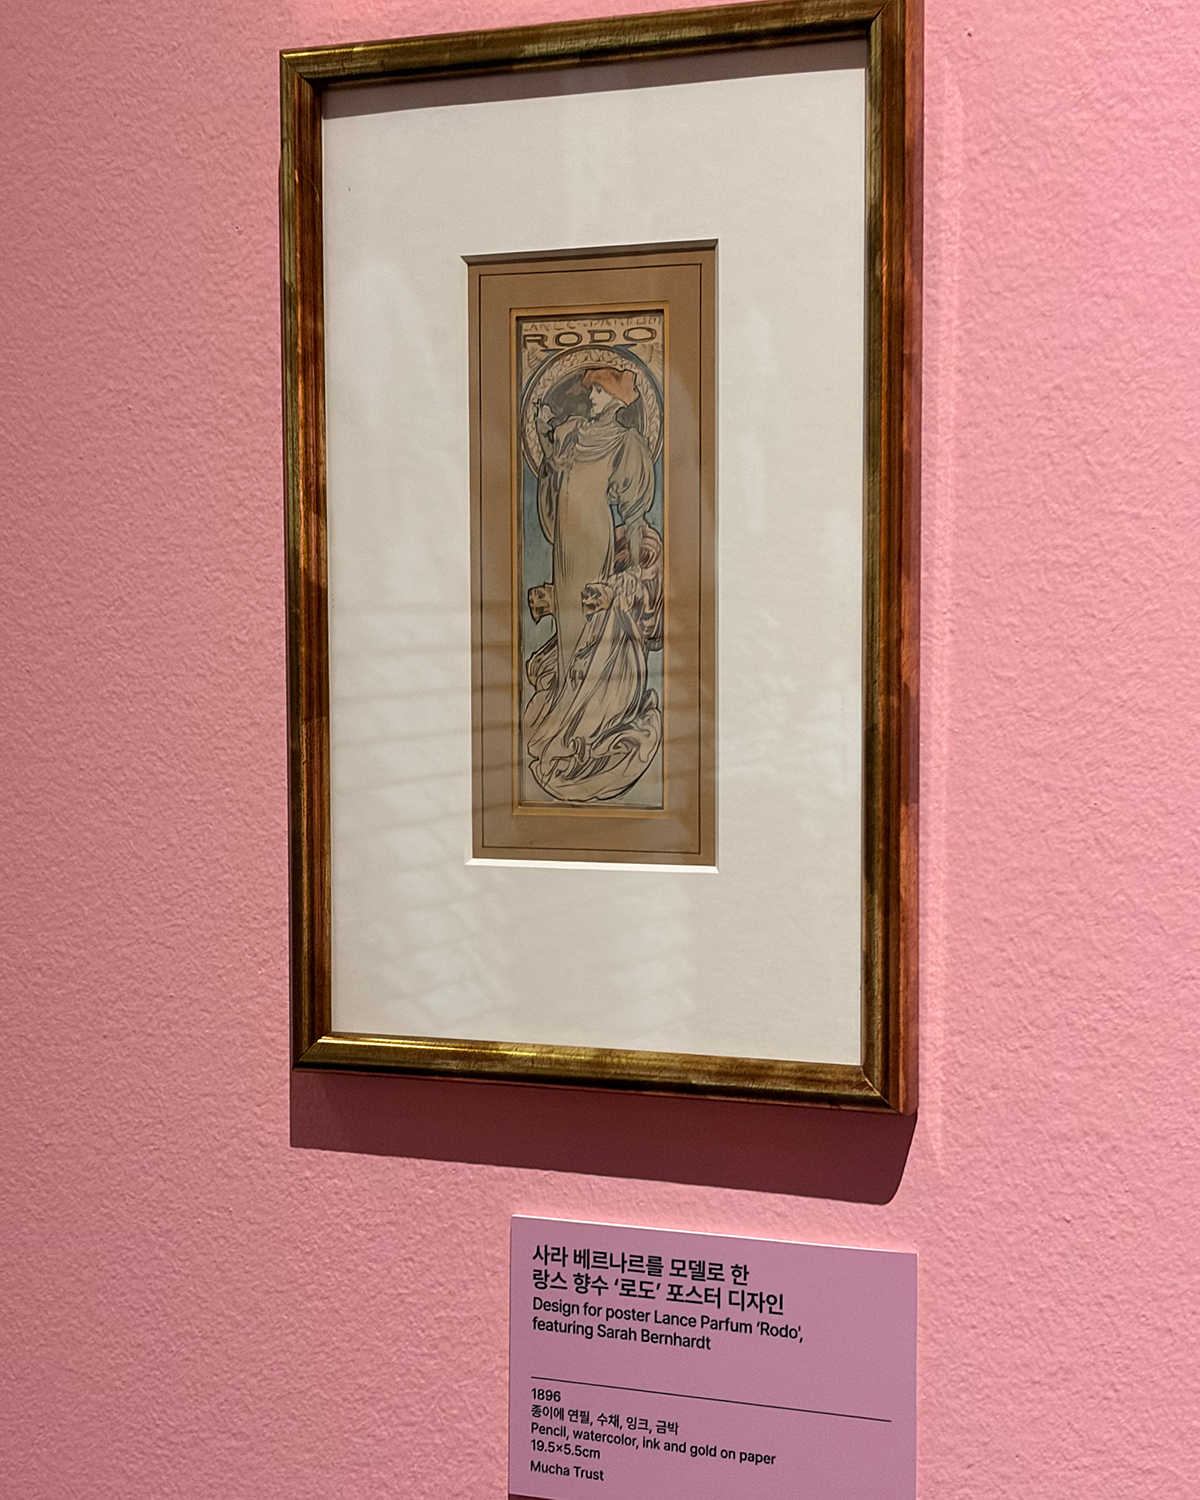 LANCE-PARFUM
RODO
사라 베르나르를 모델로 한
랑스 향수 ‘로도’ 포스터 디자인
Design for poster Lance Parfum ‘Rodo',
featuring Sarah Bernhardt
1896
종이에 연필, 수채, 잉크, 금박
Pencil, watercolor, ink and gold on paper
19.5×5.5cm
Mucha Trust